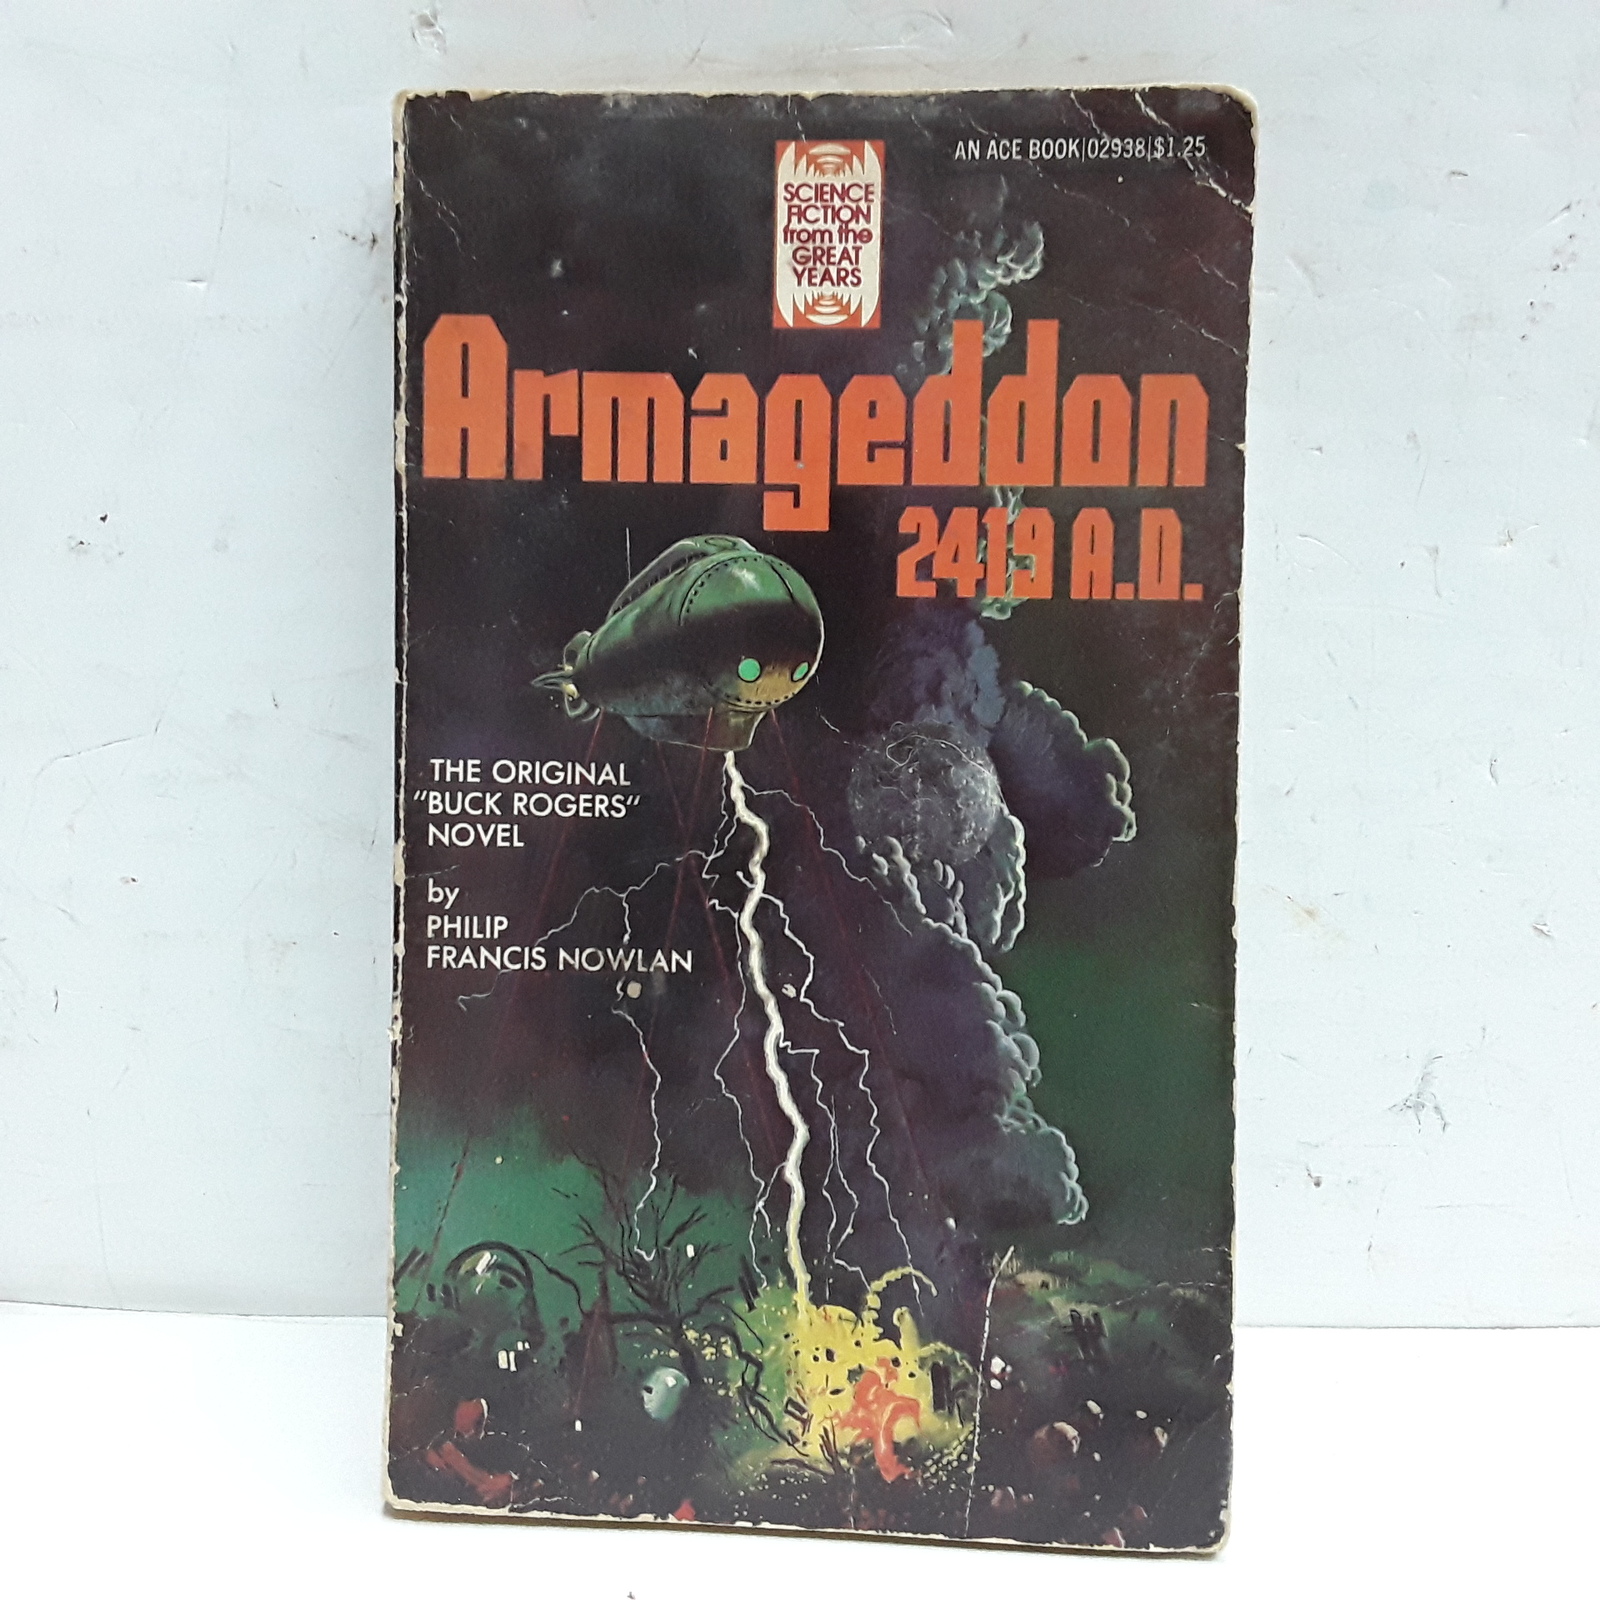 AN ACE BOOK|02938|$1.25
SCIENCE
FICTION
from the
GREAT
YEARS
Armageddon
2419 A.D.
THE ORIGINAL
"BUCK ROGERS"
NOVEL
by
PHILIP
FRANCIS NOWLAN